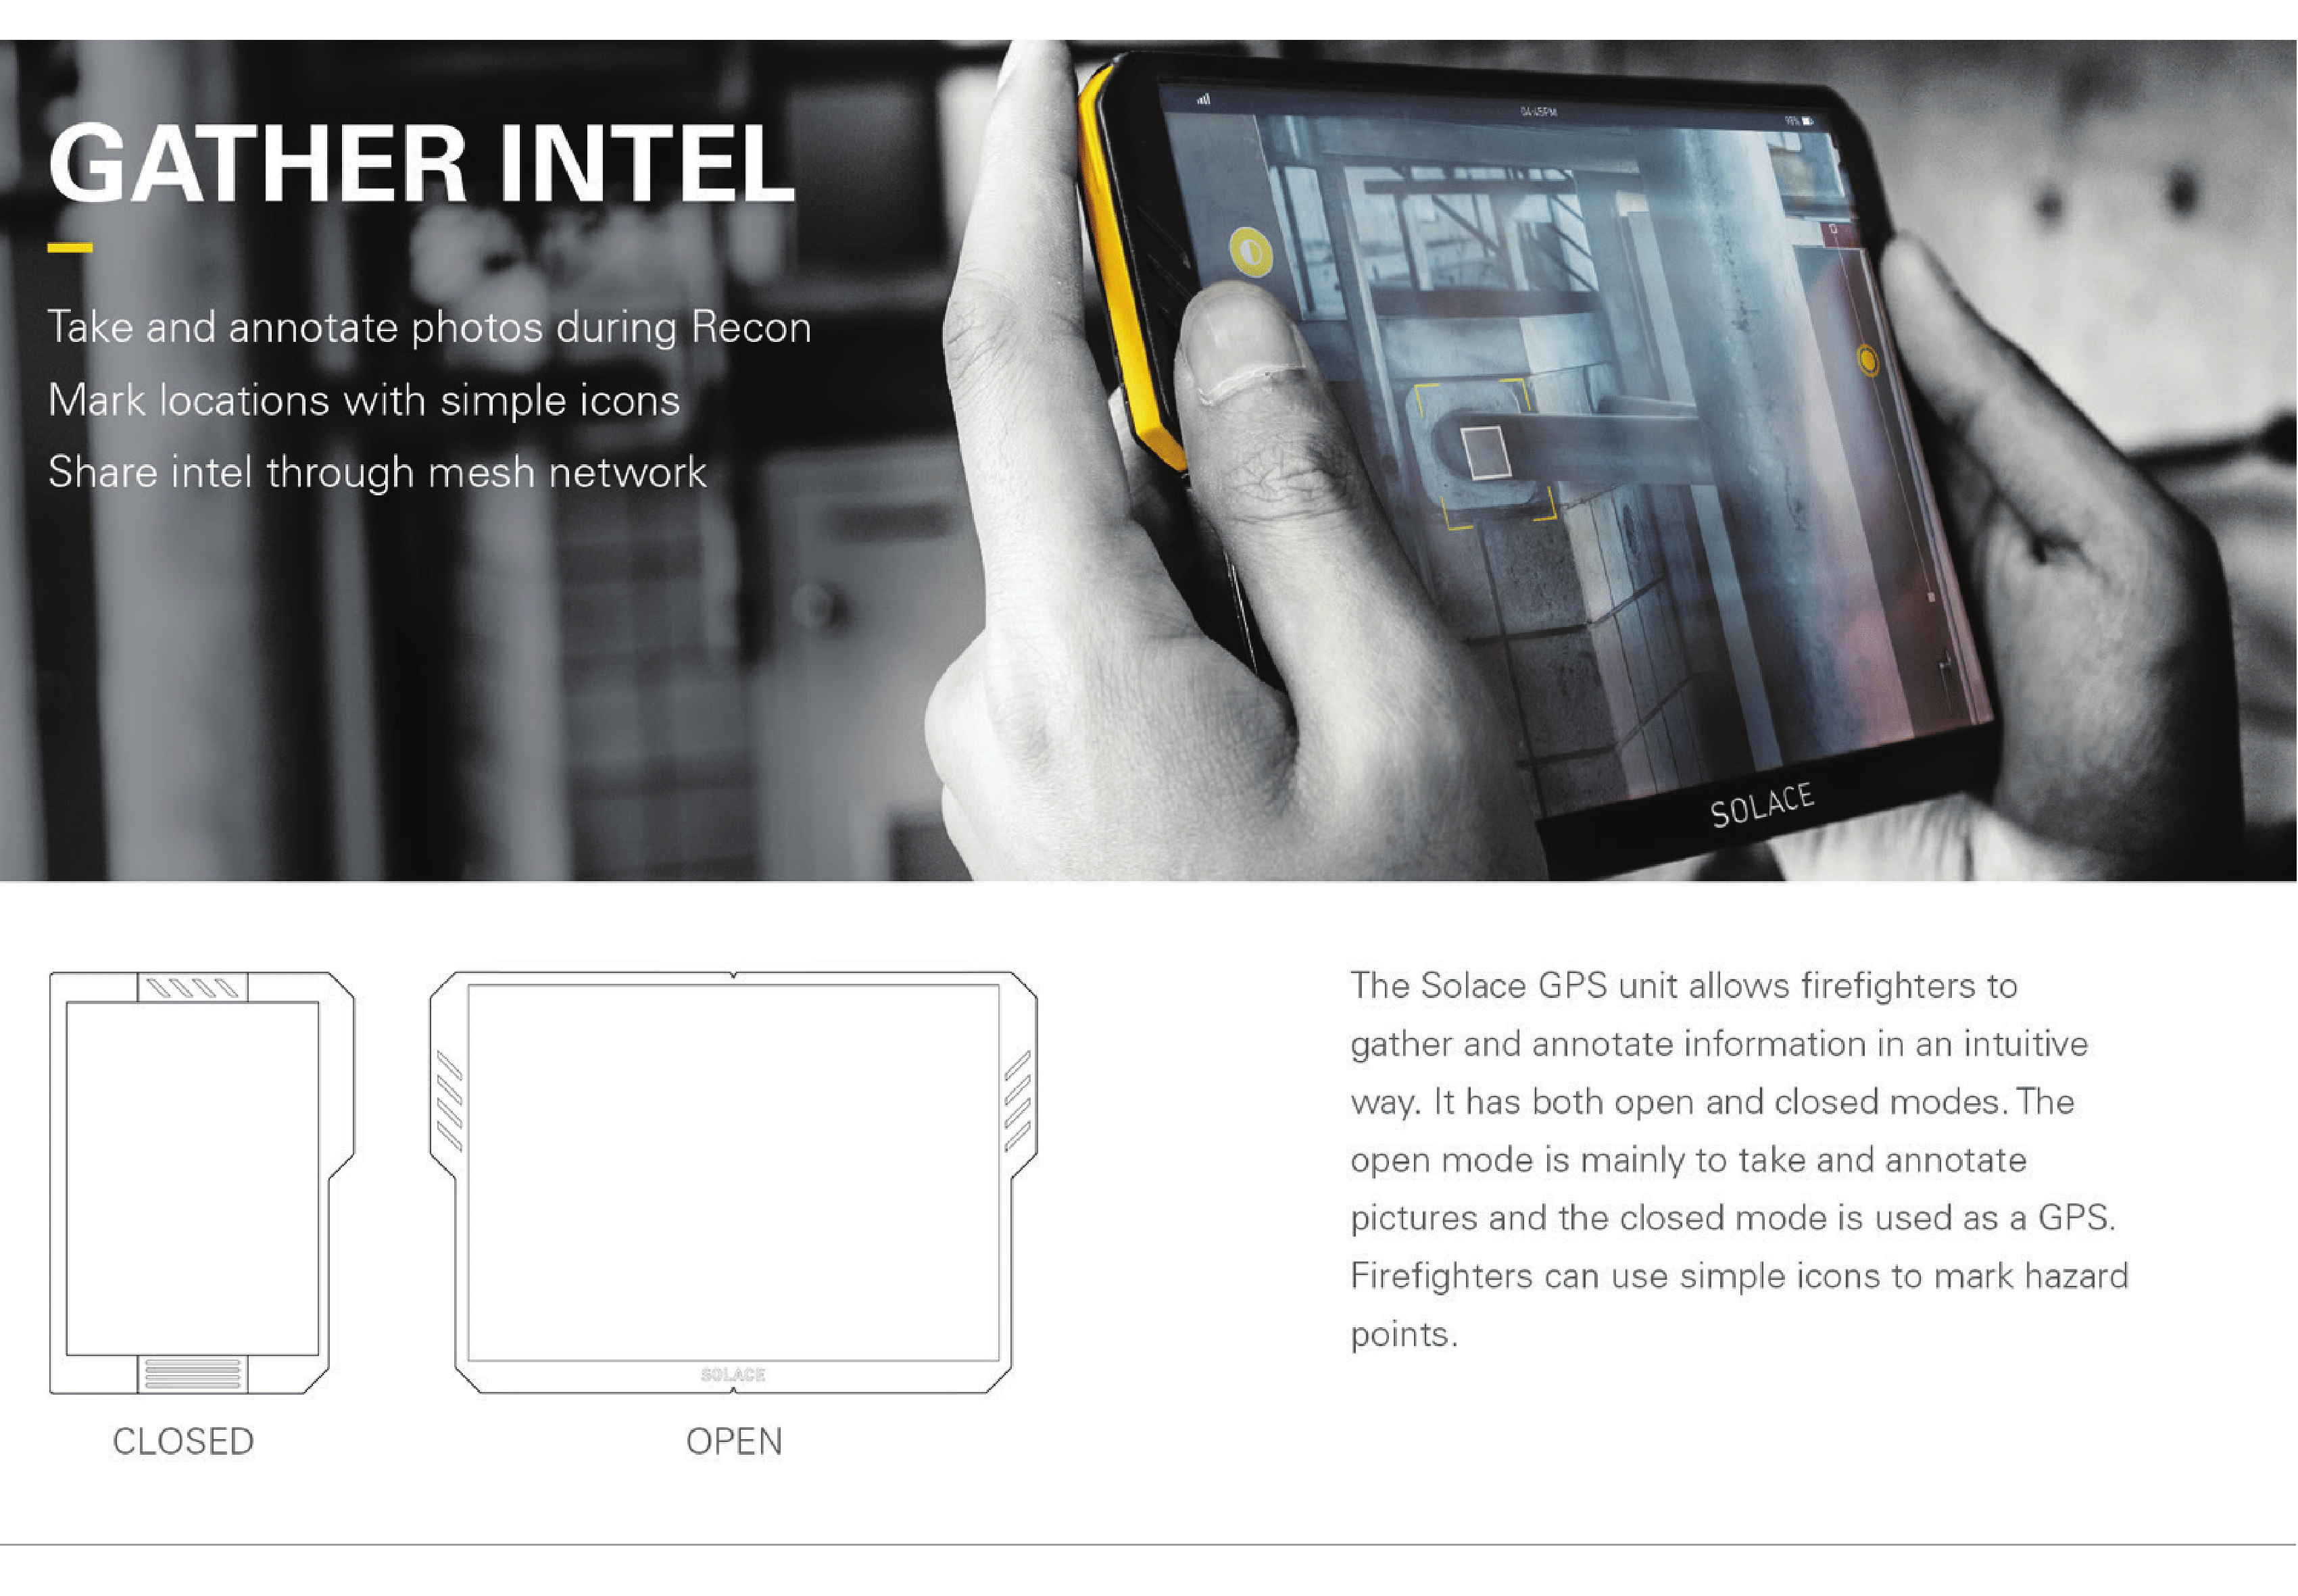 04:45PM
98%
GATHER INTEL
Take and annotate photos during Recon
Mark locations with simple icons
Share intel through mesh network
SOLACE
The Solace GPS unit allows firefighters to
gather and annotate information in an intuitive
way. It has both open and closed modes. The
open mode is mainly to take and annotate
pictures and the closed mode is used as a GPS.
Firefighters can use simple icons to mark hazard
points.
SOLACE
CLOSED
OPEN